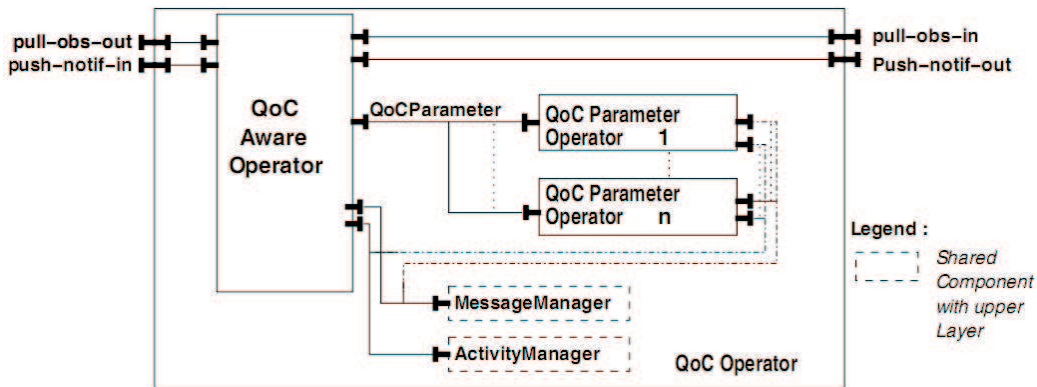 pull-obs-out
push-notif-in
pull-obs-in
Push-notif-out
QoC
Aware
Operator
QoCParameter
QoC Parameter
Operator 1
QoC Parameter
Operator n
MessageManager
ActivityManager
QoC Operator
Legend :
Shared
Component
with upper
Layer